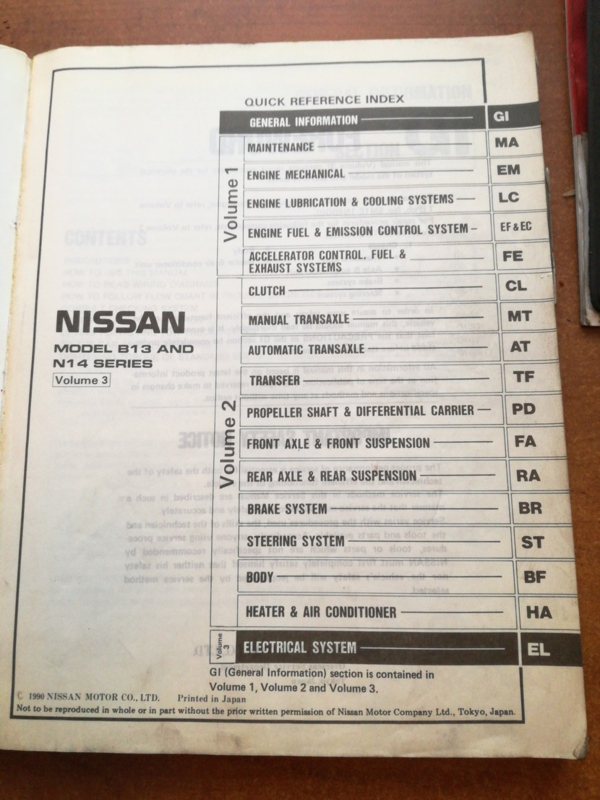 QUICK REFERENCE INDEX
GENERAL INFORMATION GI
MAINTENANCE MA
ENGINE MECHANICAL EM
ENGINE LUBRICATION & COOLING SYSTEMS LC
ENGINE FUEL & EMISSION CONTROL SYSTEM EF & EC
ACCELERATOR CONTROL, FUEL &
EXHAUST SYSTEMS FE
Volume 1
CLUTCH CL
MANUAL TRANSAXLE MT
AUTOMATIC TRANSAXLE AT
TRANSFER TF
PROPELLER SHAFT & DIFFERENTIAL CARRIER PD
FRONT AXLE & FRONT SUSPENSION FA
REAR AXLE & REAR SUSPENSION RA
BRAKE SYSTEM BR
STEERING SYSTEM ST
BODY BF
HEATER & AIR CONDITIONER HA
Volume 2
ELECTRICAL SYSTEM EL
Volume 3
NISSAN
MODEL B13 AND
N14 SERIES
Volume 3
GI (General Information) section is contained in
Volume 1, Volume 2 and Volume 3.
© 1990 NISSAN MOTOR CO., LTD. Printed in Japan
Not to be reproduced in whole or in part without the prior written permission of Nissan Motor Company Ltd., Tokyo, Japan.